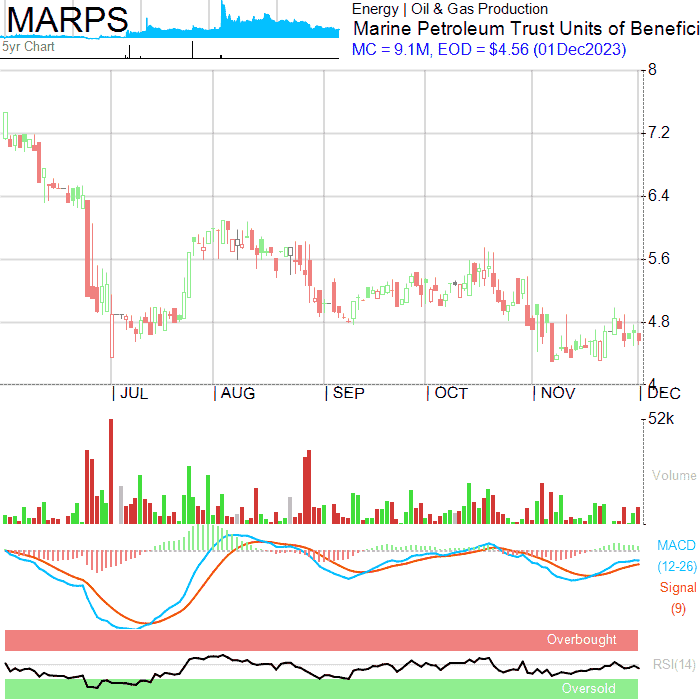 MARPS
5yr Chart
Energy | Oil & Gas Production
Marine Petroleum Trust Units of Benefici
MC = 9.1M, EOD = $4.56 (01Dec2023)
8
7.2
6.4
5.6
4.8
4
JUL
AUG
SEP
OCT
NOV
DEC
52k
Volume
MACD
(12-26)
Signal
(9)
Overbought
RSI(14)
Oversold